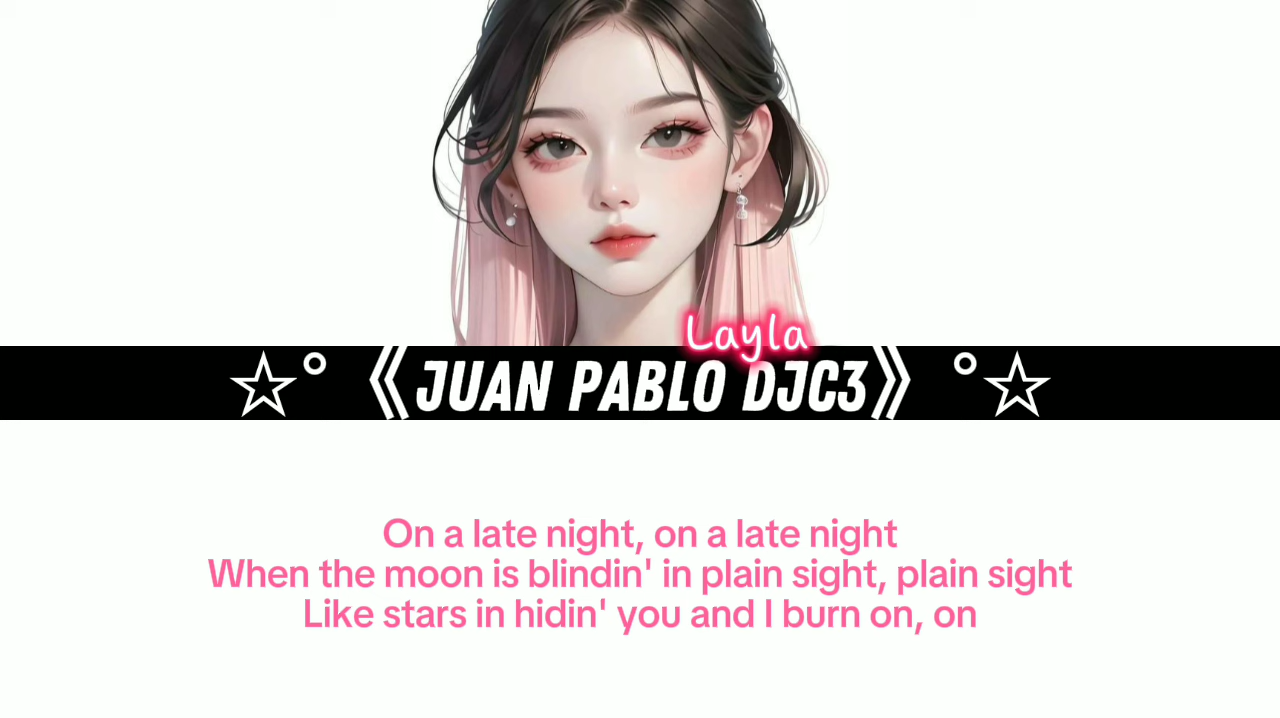 Layla
☆° 《JUAN PABLO DJC3》 °☆
On a late night, on a late night
When the moon is blindin' in plain sight, plain sight
Like stars in hidin' you and I burn on, on